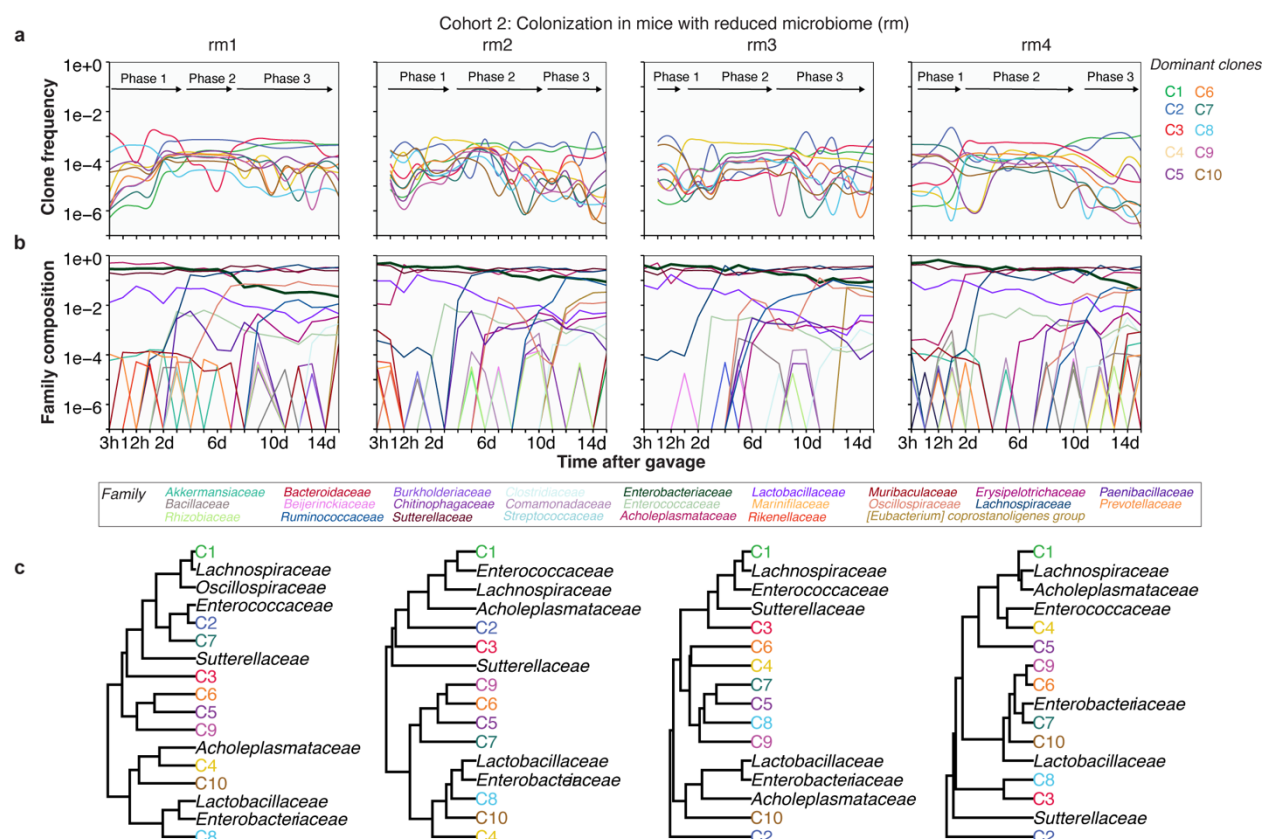 Cohort 2: Colonization in mice with reduced microbiome (rm)
a
rm1 rm2 rm3 rm4
Phase 1 Phase 2 Phase 3
Phase 1 Phase 2 Phase 3
Phase 1 Phase 2 Phase 3
Phase 1 Phase 2 Phase 3
Clone frequency
1e+0
1e-2
1e-4
1e-6
Dominant clones
C1 C6
C2 C7
C3 C8
C4 C9
C5 C10
b
Family composition
1e+0
1e-2
1e-4
1e-6
3h 12h 2d 6d 10d 14d
3h 12h 2d 6d 10d 14d
3h 12h 2d 6d 10d 14d
3h 12h 2d 6d 10d 14d
Time after gavage
Family Akkermansiaceae Bacteroidaceae Burkholderiaceae Clostridiaceae Enterobacteriaceae Lactobacillaceae Muribaculaceae Erysipelotrichaceae Paenibacillaceae
Bacillaceae Beijerinckiaceae Chitinophagaceae Comamonadaceae Enterococcaceae Marinifilaceae Oscillospiraceae Lachnospiraceae Prevotellaceae
Rhizobiaceae Ruminococcaceae Sutterellaceae Streptococcaceae Acholeplasmataceae Rikenellaceae [Eubacterium] coprostanoligenes group
c
C1
Lachnospiraceae
Oscillospiraceae
Enterococcaceae
C2
C7
Sutterellaceae
C3
C6
C5
C9
Acholeplasmataceae
C4
C10
Lactobacillaceae
Enterobacteriaceae
C8
C1
Enterococcaceae
Lachnospiraceae
Acholeplasmataceae
C2
C3
Sutterellaceae
C9
C6
C5
C7
Lactobacillaceae
Enterobacteriaceae
C8
C10
C4
C1
Lachnospiraceae
Enterococcaceae
Sutterellaceae
C3
C6
C4
C7
C5
C8
C9
Lactobacillaceae
Enterobacteriaceae
Acholeplasmataceae
C10
C2
C1
Lachnospiraceae
Acholeplasmataceae
Enterococcaceae
C4
C5
C9
C6
Enterobacteriaceae
C7
C10
Lactobacillaceae
C8
C3
Sutterellaceae
C2